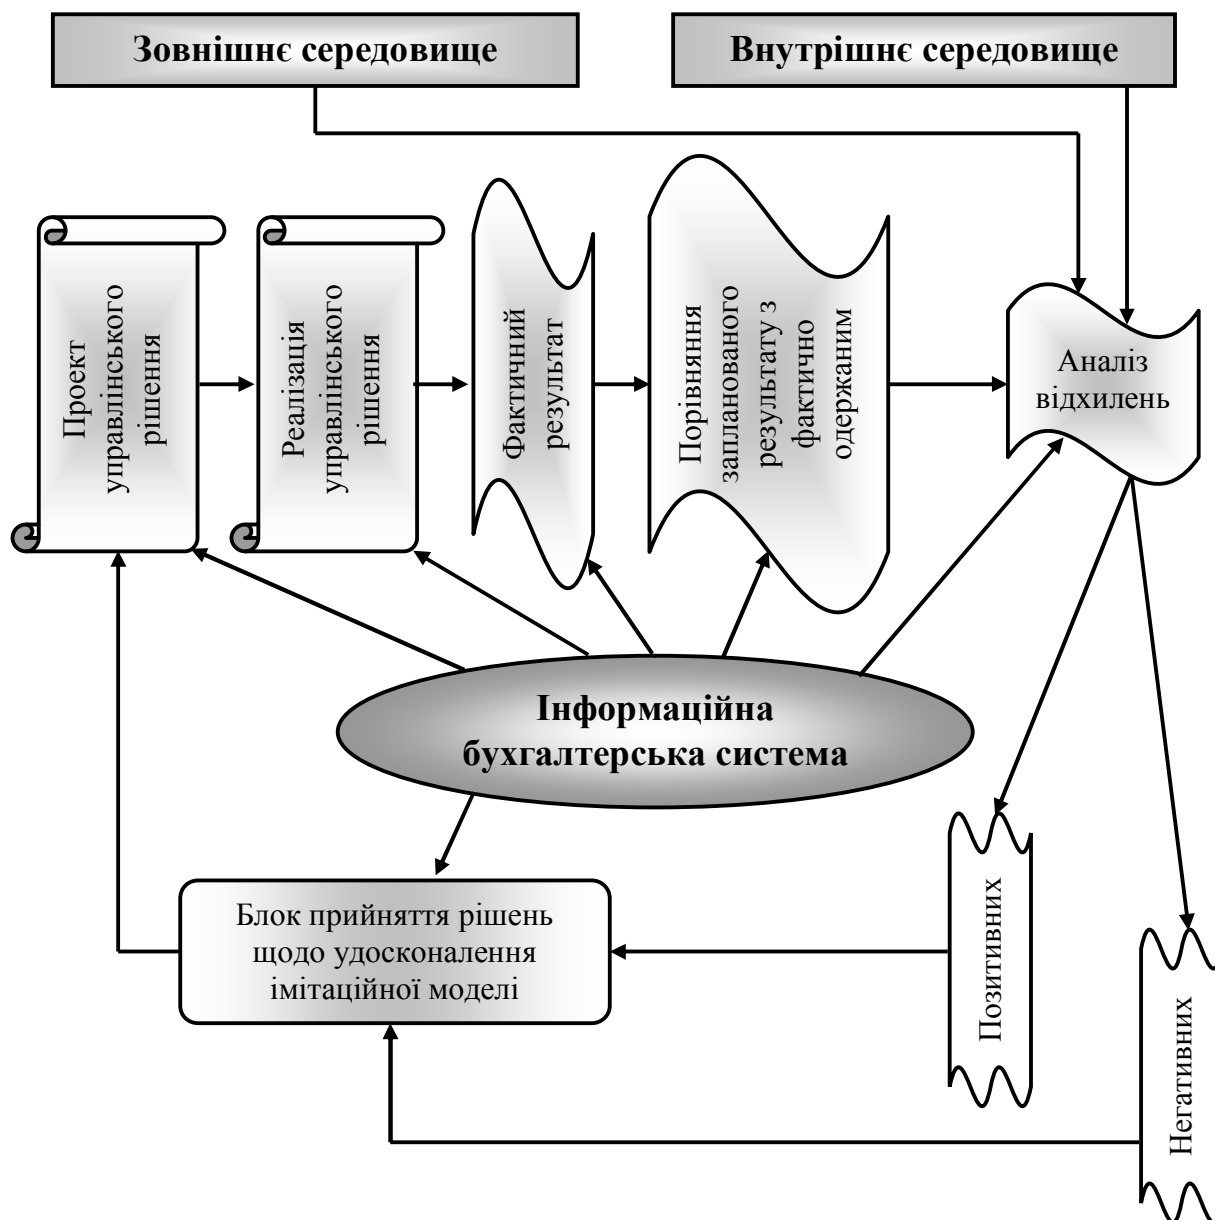 Зовнішнє середовище
Внутрішнє середовище
Проект
управлінського
рішення
Реалізація
управлінського
рішення
Фактичний
результат
Порівняння
запланованого
результату з
фактично
одержаним
Аналіз
відхилень
Інформаційна
бухгалтерська система
Блок прийняття рішень
щодо удосконалення
імітаційної моделі
Позитивних
Негативних